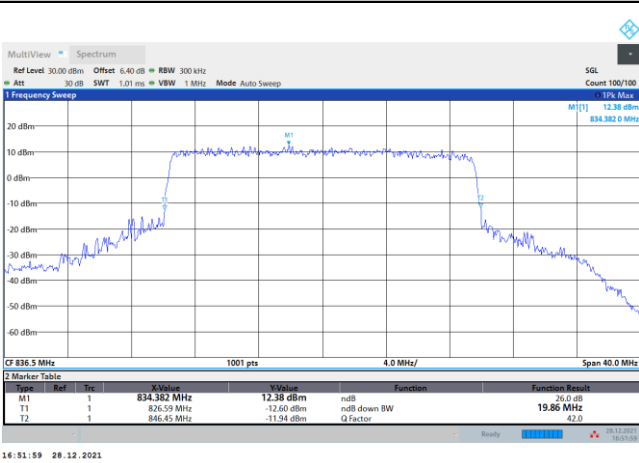 MultiView Spectrum
Ref Level 30.00 dBm Offset 6.40 dB RBW 300 kHz SGL
Att 30 dB SWT 1.01 ms VBW 1 MHz Mode Auto Sweep Count 100/100
1 Frequency Sweep 1Pk Max
M1[1] 12.38 dBm
834.382 0 MHz
M1
20 dBm
10 dBm
0 dBm
T1
T2
-10 dBm
-20 dBm
-30 dBm
-40 dBm
-50 dBm
-60 dBm
CF 836.5 MHz 1001 pts 4.0 MHz/ Span 40.0 MHz
2 Marker Table
Type Ref Trc X-Value Y-Value Function Function Result
M1 1 834.382 MHz 12.38 dBm ndB 26.0 dB
T1 1 826.59 MHz -12.60 dBm ndB down BW 19.86 MHz
T2 1 846.45 MHz -11.94 dBm Q Factor 42.0
Ready 28.12.2021
16:51:59
16:51:59 28.12.2021